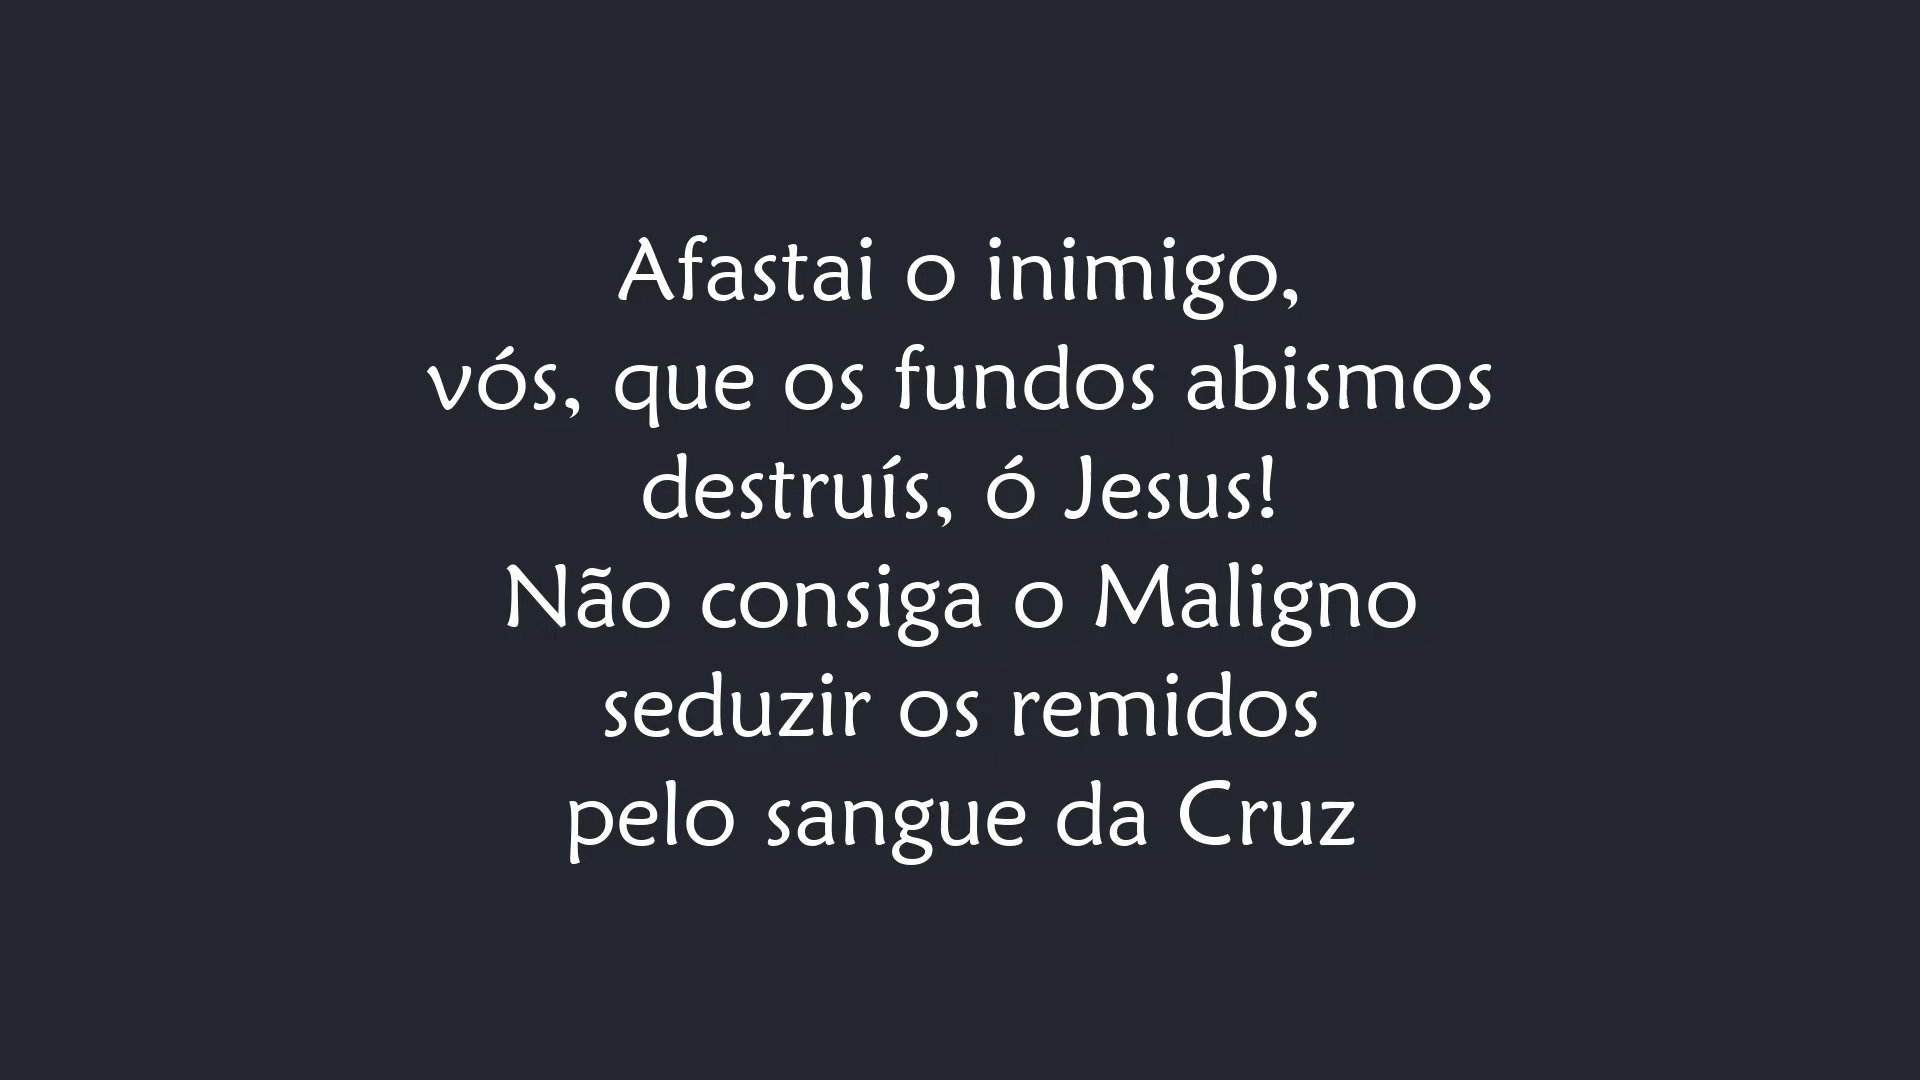 Afastai o inimigo,
vós, que os fundos abismos
destruís, ó Jesus!
Não consiga o Maligno
seduzir os remidos
pelo sangue da Cruz